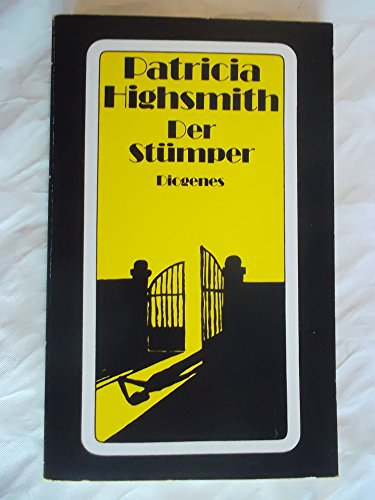 Patricia
Highsmith
Der
Stümper
Diogenes